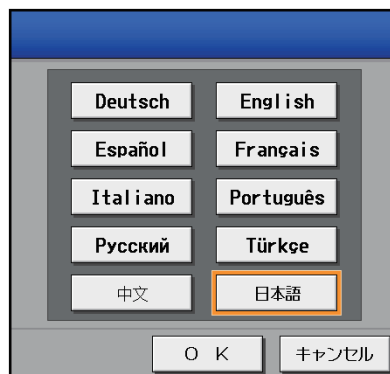 Deutsch English
Español Français
Italiano Português
Русский Türkçe
中文 日本語
O K キャンセル